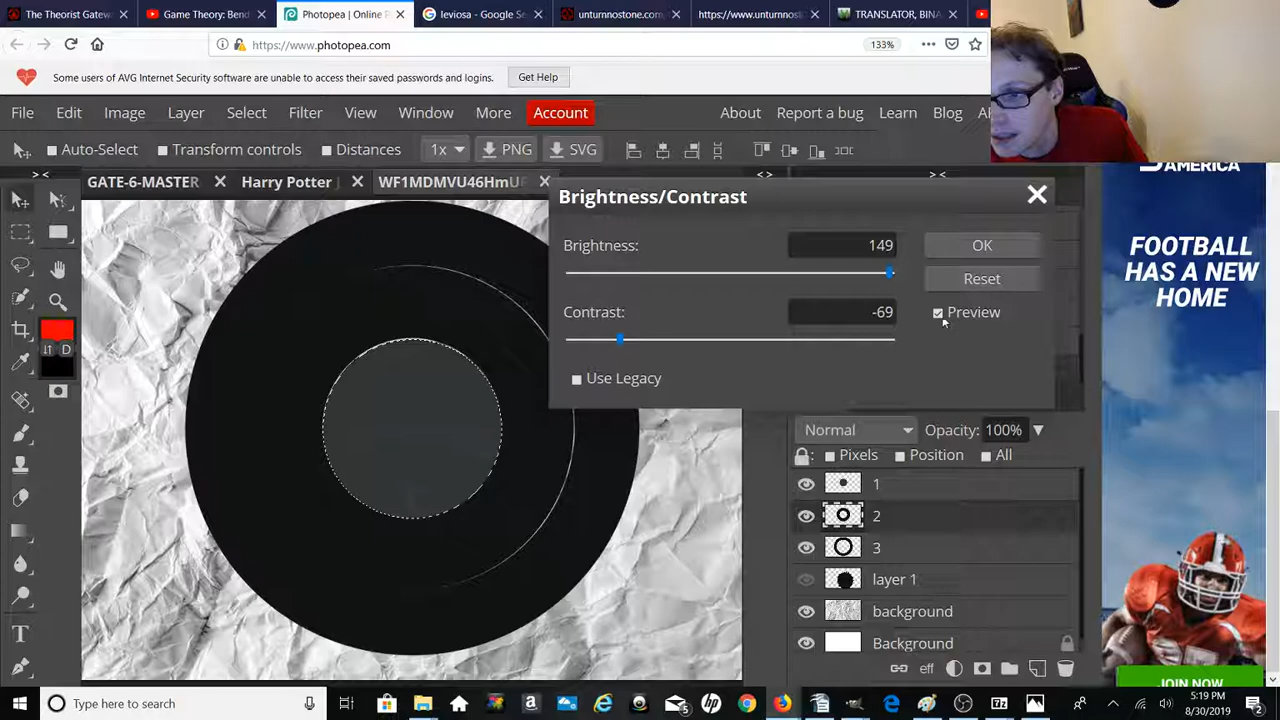 The Theorist Gatew
Game Theory: Bend
Photopea | Online P
leviosa - Google Se
unturnnostone.com/
https://www.unturnnost
TRANSLATOR, BINA
https://www.photopea.com
133%
Some users of AVG Internet Security software are unable to access their saved passwords and logins.
Get Help
File Edit Image Layer Select Filter View Window More Account About Report a bug Learn Blog
Auto-Select Transform controls Distances 1x PNG SVG
AMERICA
GATE-6-MASTER Harry Potter WF1MDMVU46HmUF
Brightness/Contrast
Brightness: 149 OK
Reset
Contrast: -69 Preview
Use Legacy
FOOTBALL
HAS A NEW
HOME
D
Normal Opacity: 100%
Pixels Position All
1
2
3
layer 1
background
Background
eff
T
JOIN NOW
Type here to search
5:19 PM
8/30/2019